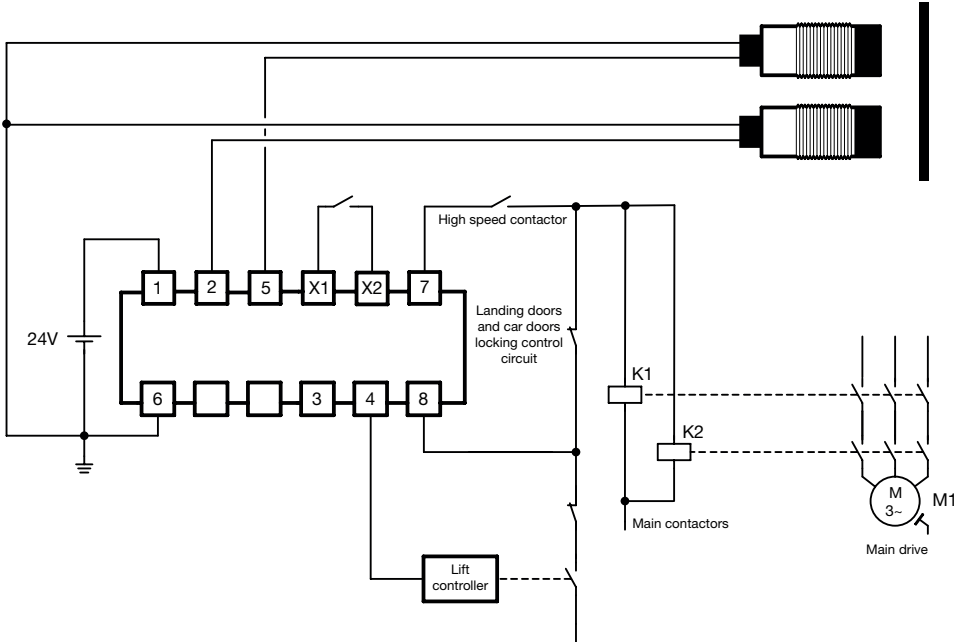 High speed contactor
1
2
5
X1
X2
7
24V
Landing doors
and car doors
locking control
circuit
6
3
4
8
K1
K2
M
3~
M1
Main contactors
Main drive
Lift
controller